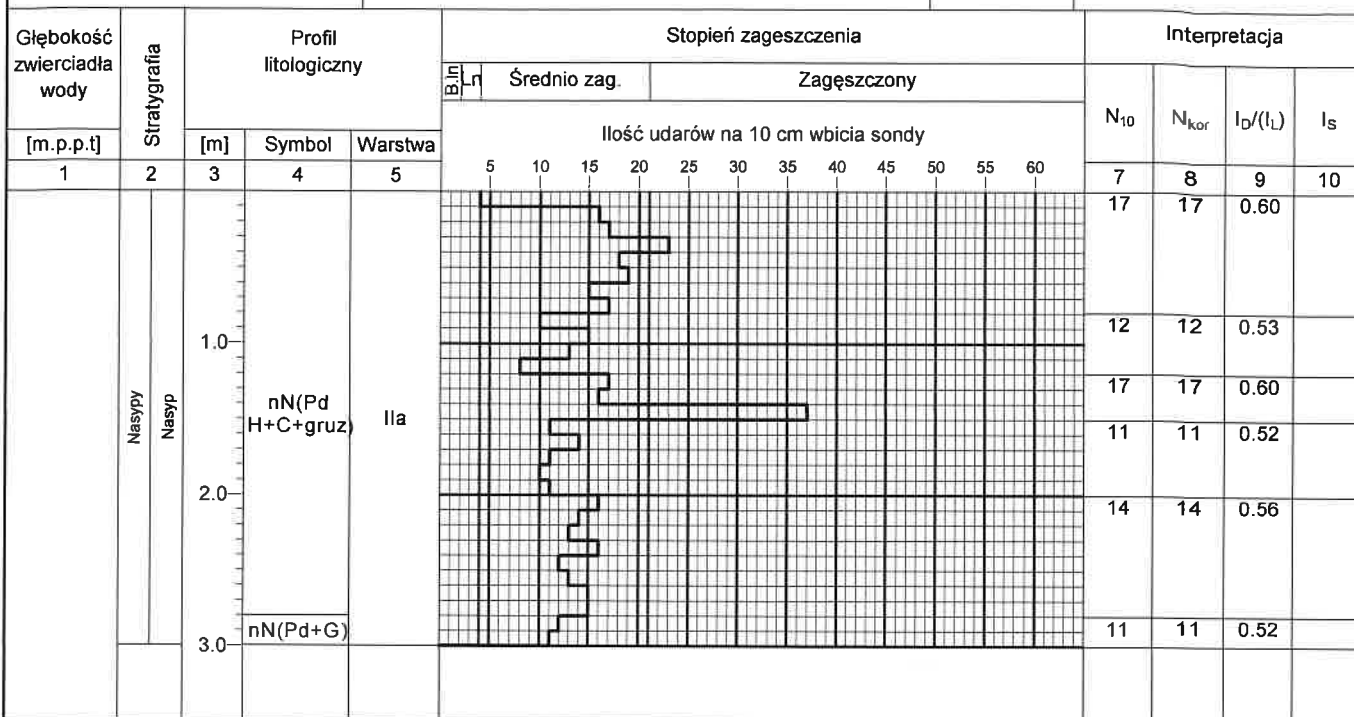 Głębokość zwierciadła wody
Stratygrafia
Profil litologiczny
Stopień zagęszczenia
Interpretacja
B.ln
Ln
Średnio zag.
Zagęszczony
N10
Nkor
ID/(IL)
IS
[m.p.p.t]
[m]
Symbol
Warstwa
Ilość udarów na 10 cm wbicia sondy
5 10 15 20 25 30 35 40 45 50 55 60
1 2 3 4 5 7 8 9 10
17 17 0.60
12 12 0.53
1.0
17 17 0.60
Nasypy
Nasyp
nN(Pd
H+C+gruz)
IIa
11 11 0.52
2.0
14 14 0.56
nN(Pd+G)
11 11 0.52
3.0